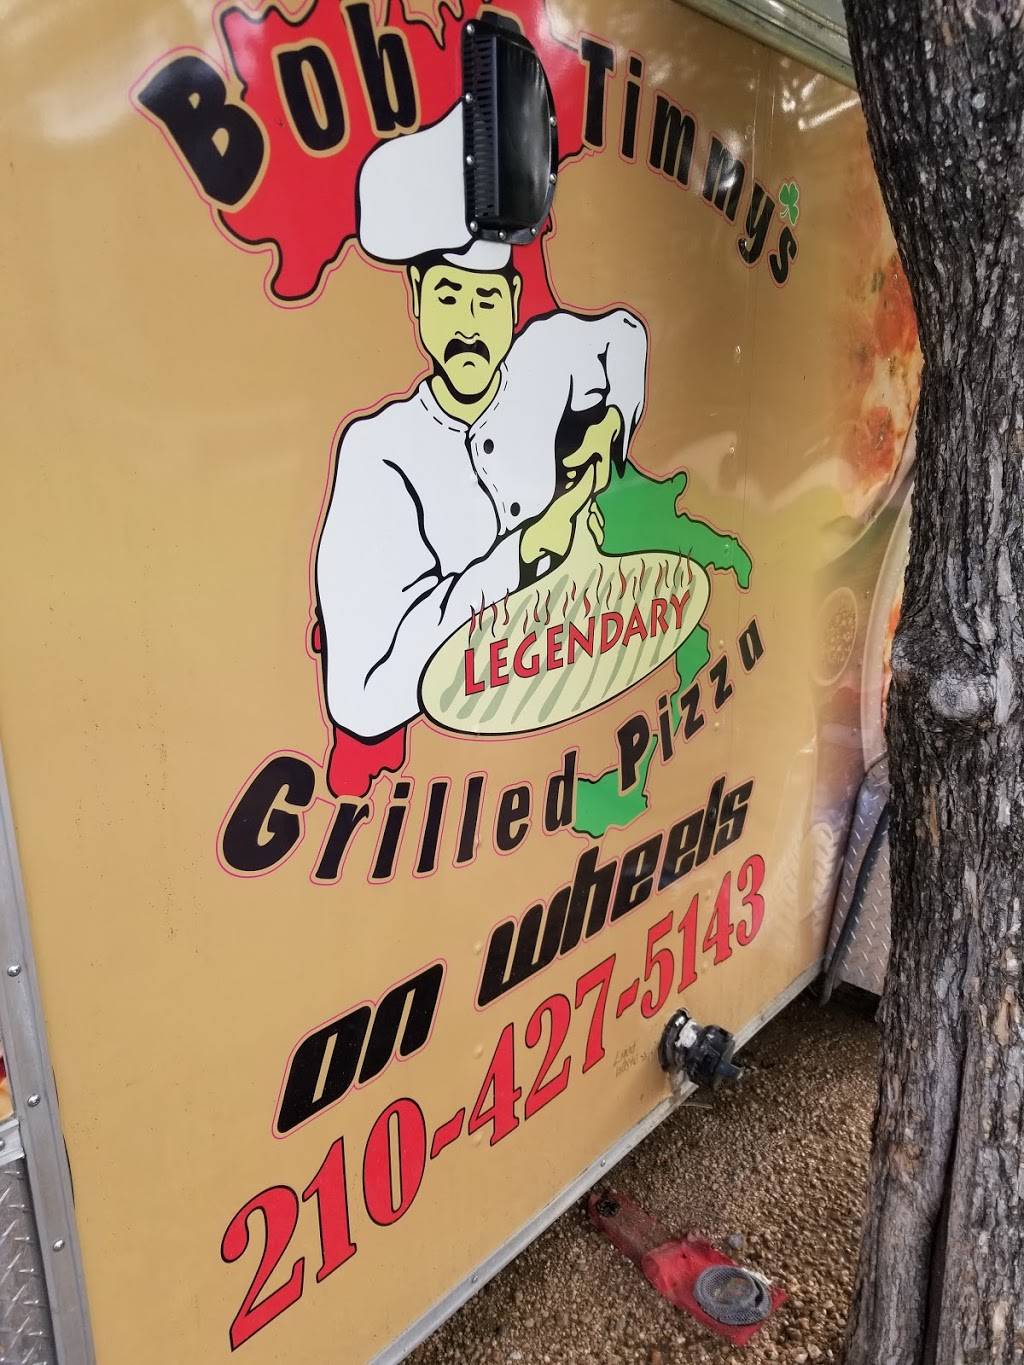 Bob
Timmy's
LEGENDARY
Grilled Pizza
on wheels
210-427-5143